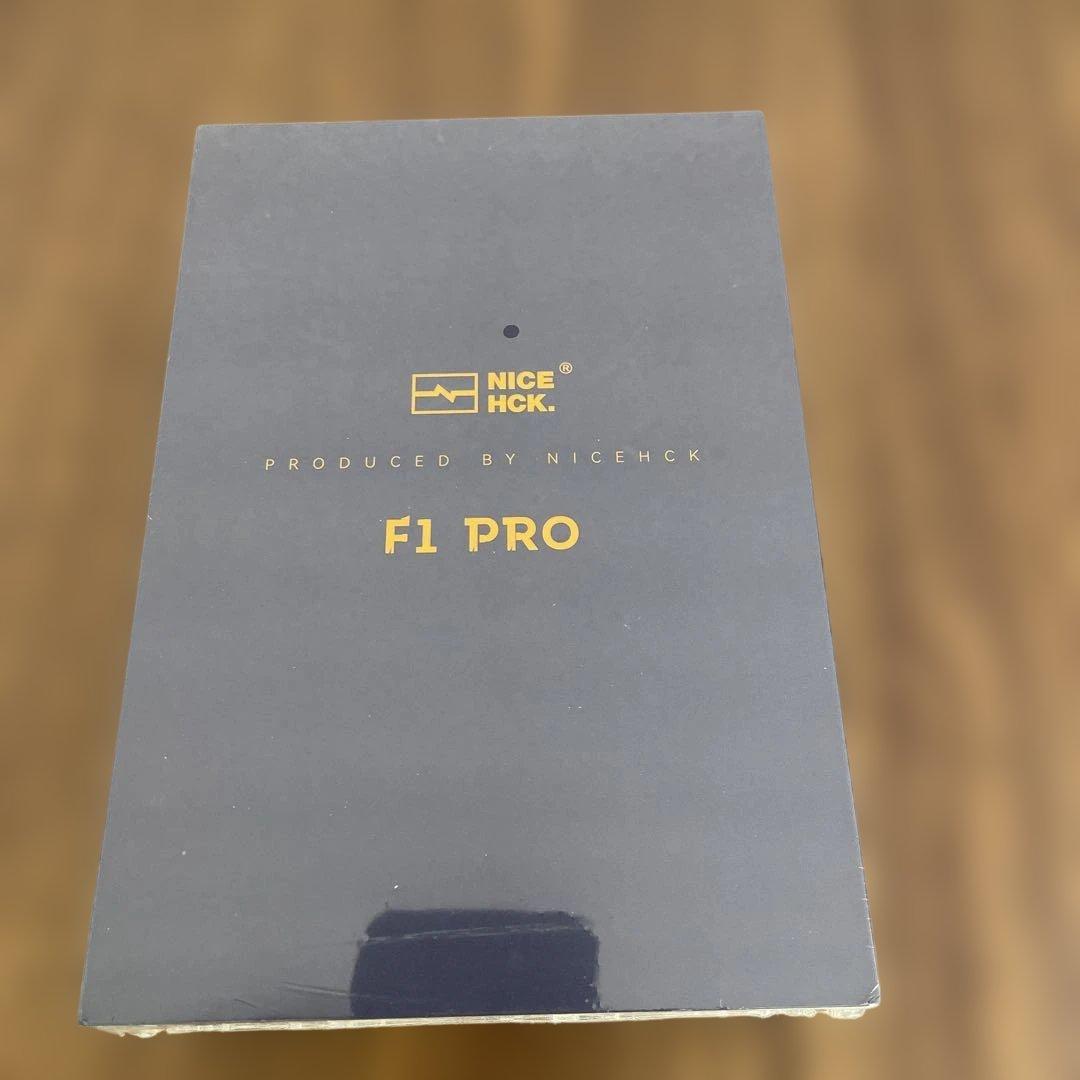 NICE®
HCK.
PRODUCED BY NICEHCK
F1 PRO